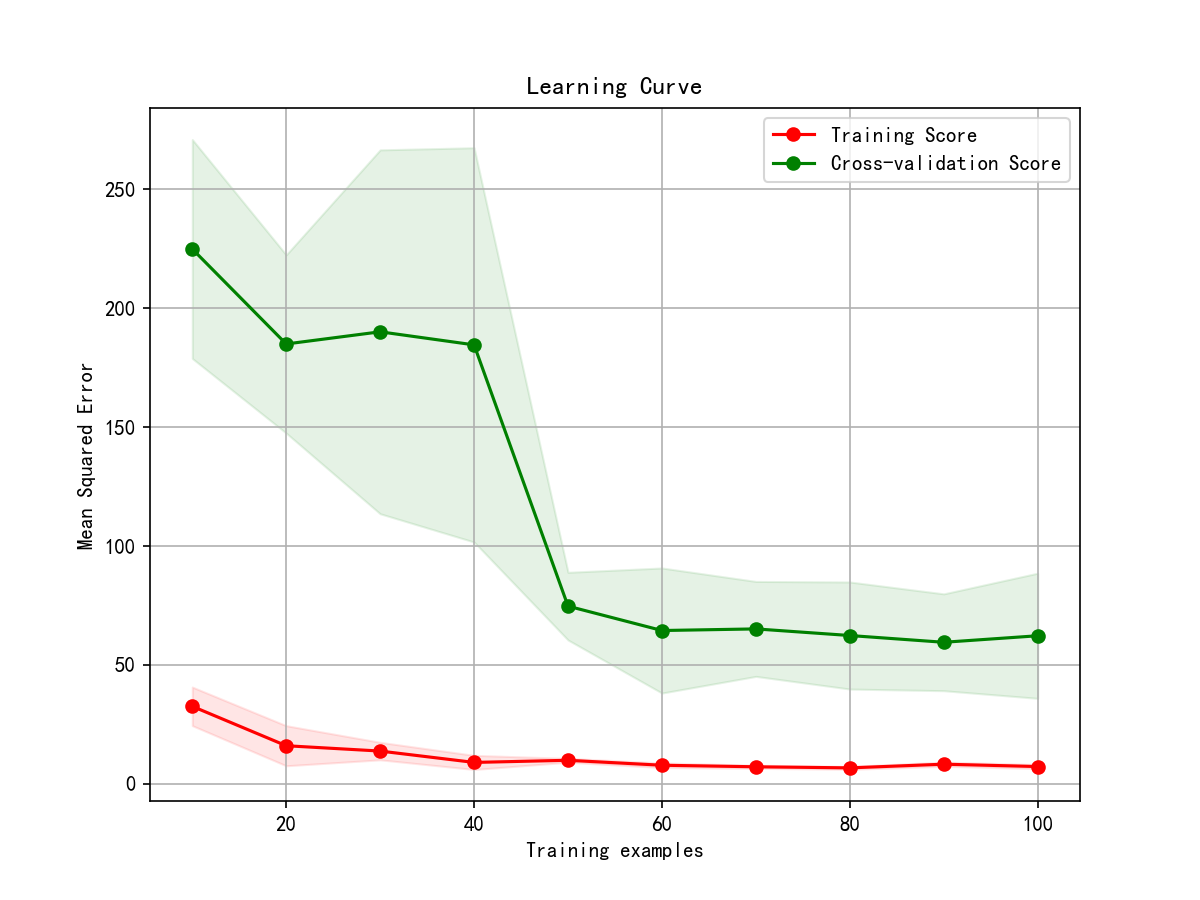 Learning Curve
Training Score
Cross-validation Score
250
200
150
100
50
0
Mean Squared Error
20 40 60 80 100
Training examples